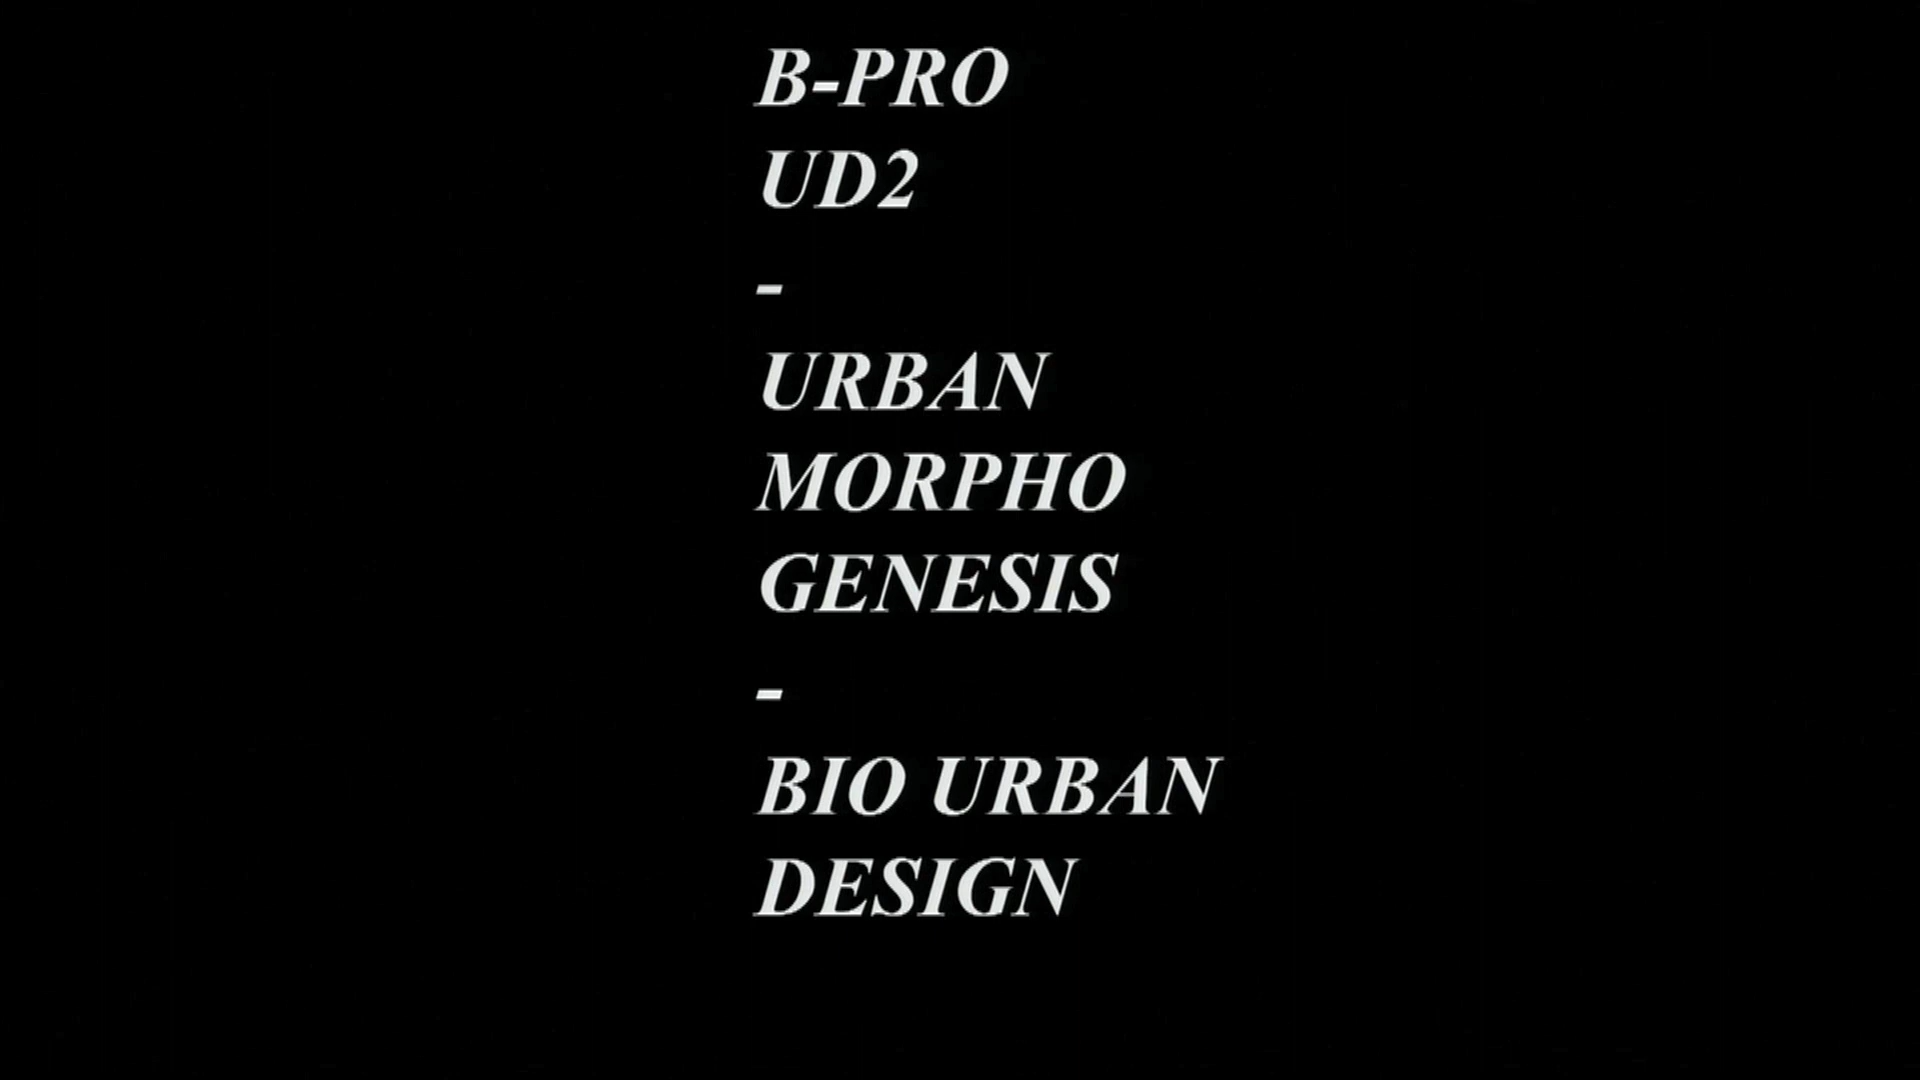 B-PRO
UD2
-
URBAN
MORPHO
GENESIS
-
BIO URBAN
DESIGN